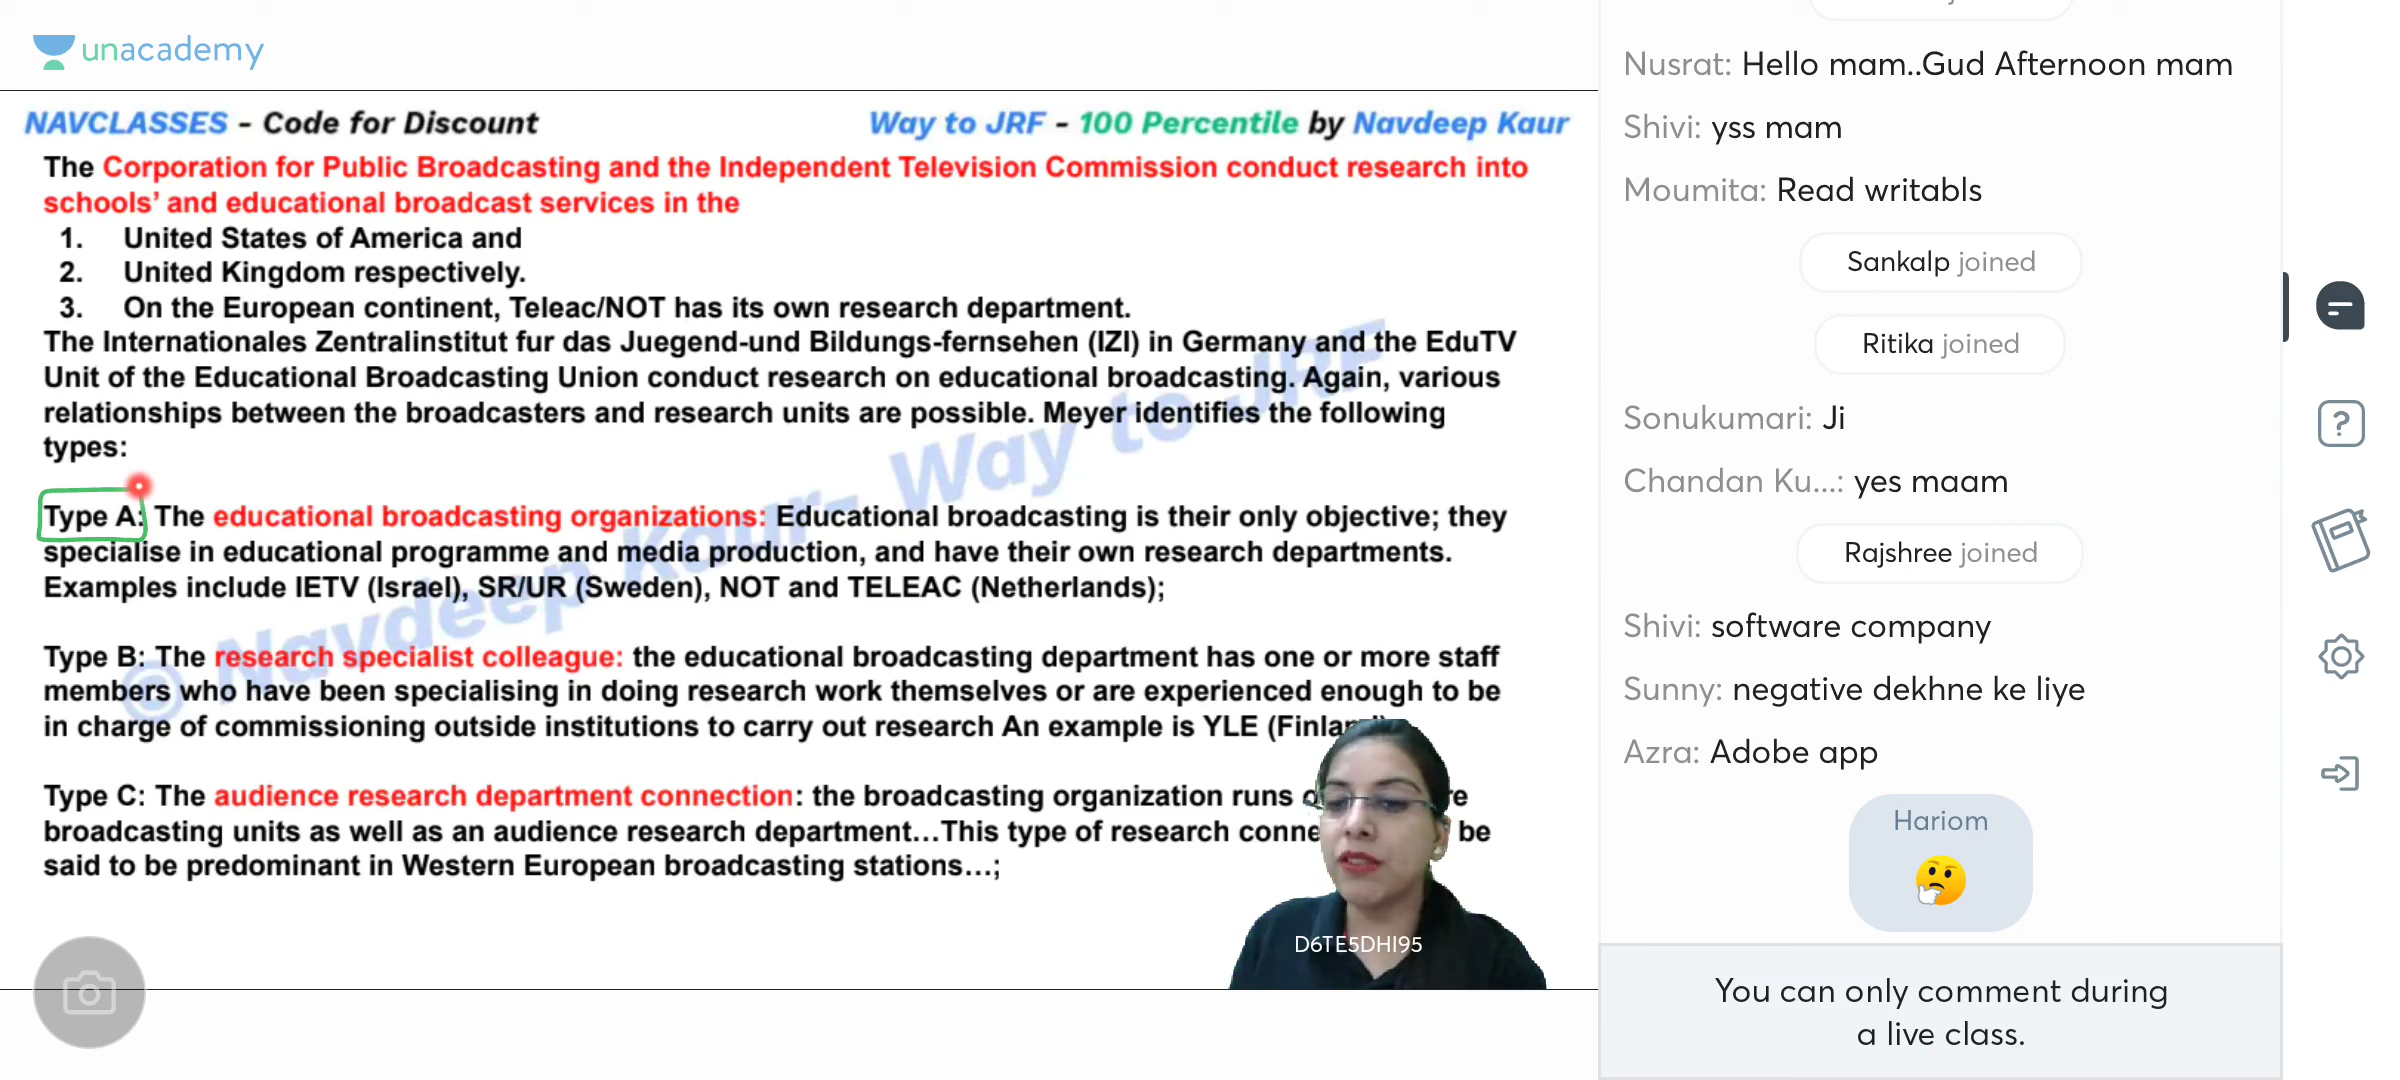 unacademy
NAVCLASSES - Code for Discount
Way to JRF - 100 Percentile by Navdeep Kaur
The Corporation for Public Broadcasting and the Independent Television Commission conduct research into
schools’ and educational broadcast services in the
1. United States of America and
2. United Kingdom respectively.
3. On the European continent, Teleac/NOT has its own research department.
The Internationales Zentralinstitut fur das Juegend-und Bildungs-fernsehen (IZI) in Germany and the EduTV
Unit of the Educational Broadcasting Union conduct research on educational broadcasting. Again, various
relationships between the broadcasters and research units are possible. Meyer identifies the following
types:
Type A: The educational broadcasting organizations: Educational broadcasting is their only objective; they
specialise in educational programme and media production, and have their own research departments.
Examples include IETV (Israel), SR/UR (Sweden), NOT and TELEAC (Netherlands);
Type B: The research specialist colleague: the educational broadcasting department has one or more staff
members who have been specialising in doing research work themselves or are experienced enough to be
in charge of commissioning outside institutions to carry out research An example is YLE
Type C: The audience research department connection: the broadcasting organization runs
broadcasting units as well as an audience research department...This type of research be
said to be predominant in Western European broadcasting stations...;
© Navdeep Kaur- Way to JRF
D6TE5DHI95
Nusrat: Hello mam..Gud Afternoon mam
Shivi: yss mam
Moumita: Read writabls
Sankalp joined
Ritika joined
Sonukumari: Ji
Chandan Ku...: yes maam
Rajshree joined
Shivi: software company
Sunny: negative dekhne ke liye
Azra: Adobe app
Hariom
You can only comment during
a live class.